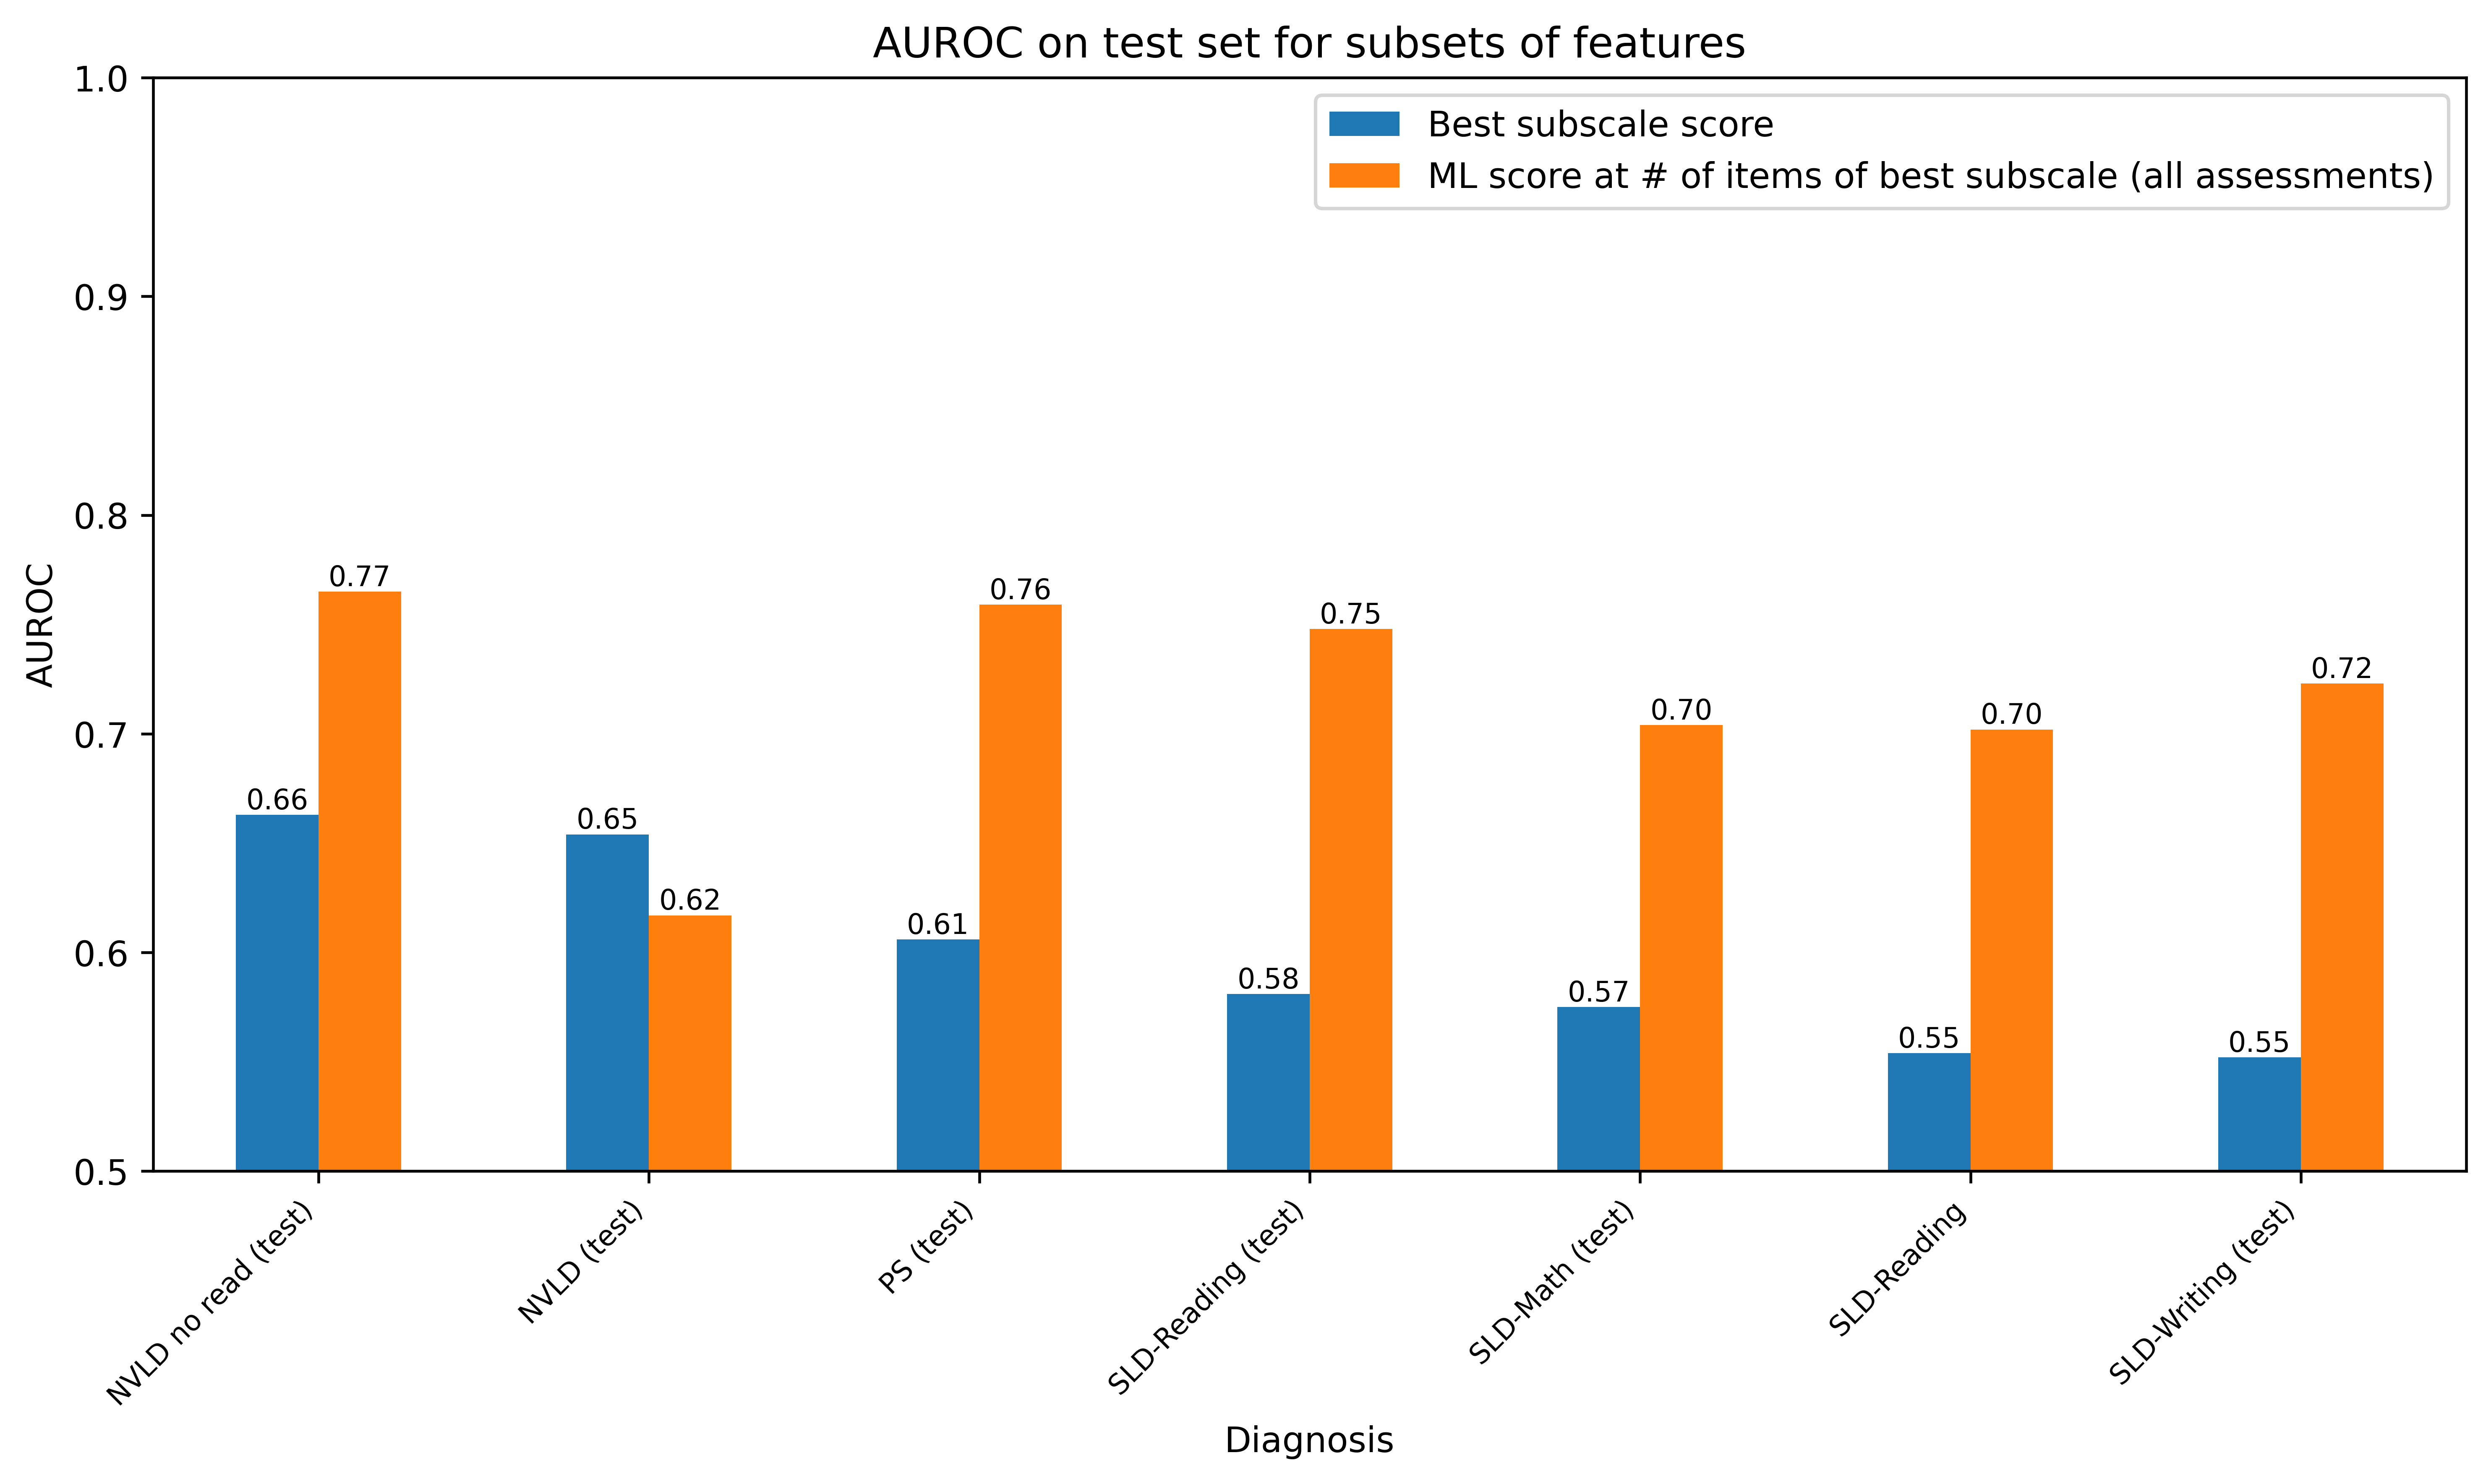 AUROC on test set for subsets of features
Best subscale score
ML score at # of items of best subscale (all assessments)
AUROC
1.0
0.9
0.8
0.7
0.6
0.5
0.66
0.77
0.65
0.62
0.61
0.76
0.58
0.75
0.57
0.70
0.55
0.70
0.55
0.72
NVLD no read (test)
NVLD (test)
PS (test)
SLD-Reading (test)
SLD-Math (test)
SLD-Reading
SLD-Writing (test)
Diagnosis